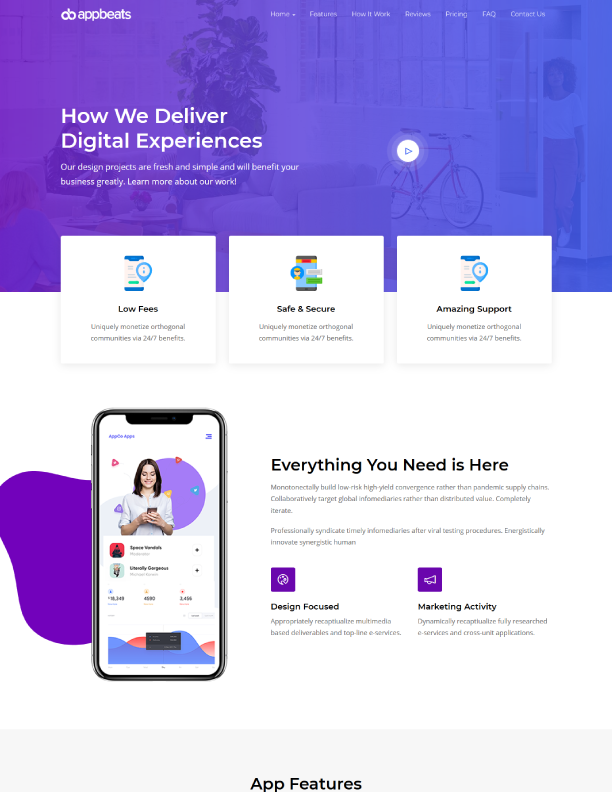 appbeats
Home Features How It Work Reviews Pricing FAQ Contact Us
How We Deliver
Digital Experiences
Our design projects are fresh and simple and will benefit your
business greatly. Learn more about our work!
Low Fees
Uniquely monetize orthogonal
communities via 24/7 benefits.
Safe & Secure
Uniquely monetize orthogonal
communities via 24/7 benefits.
Amazing Support
Uniquely monetize orthogonal
communities via 24/7 benefits.
AppCo Apps
Space Vandals
Literally Gorgeous
18,349 4580 3,456
Everything You Need is Here
Monotonectally build low-risk high-yield convergence rather than pandemic supply chains.
Collaboratively target global infomediaries rather than distributed value. Completely
iterate.
Professionally syndicate timely infomediaries after viral testing procedures. Energistically
innovate synergistic human
Design Focused
Appropriately recaptiualize multimedia
based deliverables and top-line e-services.
Marketing Activity
Dynamically recaptiualize fully researched
e-services and cross-unit applications.
App Features